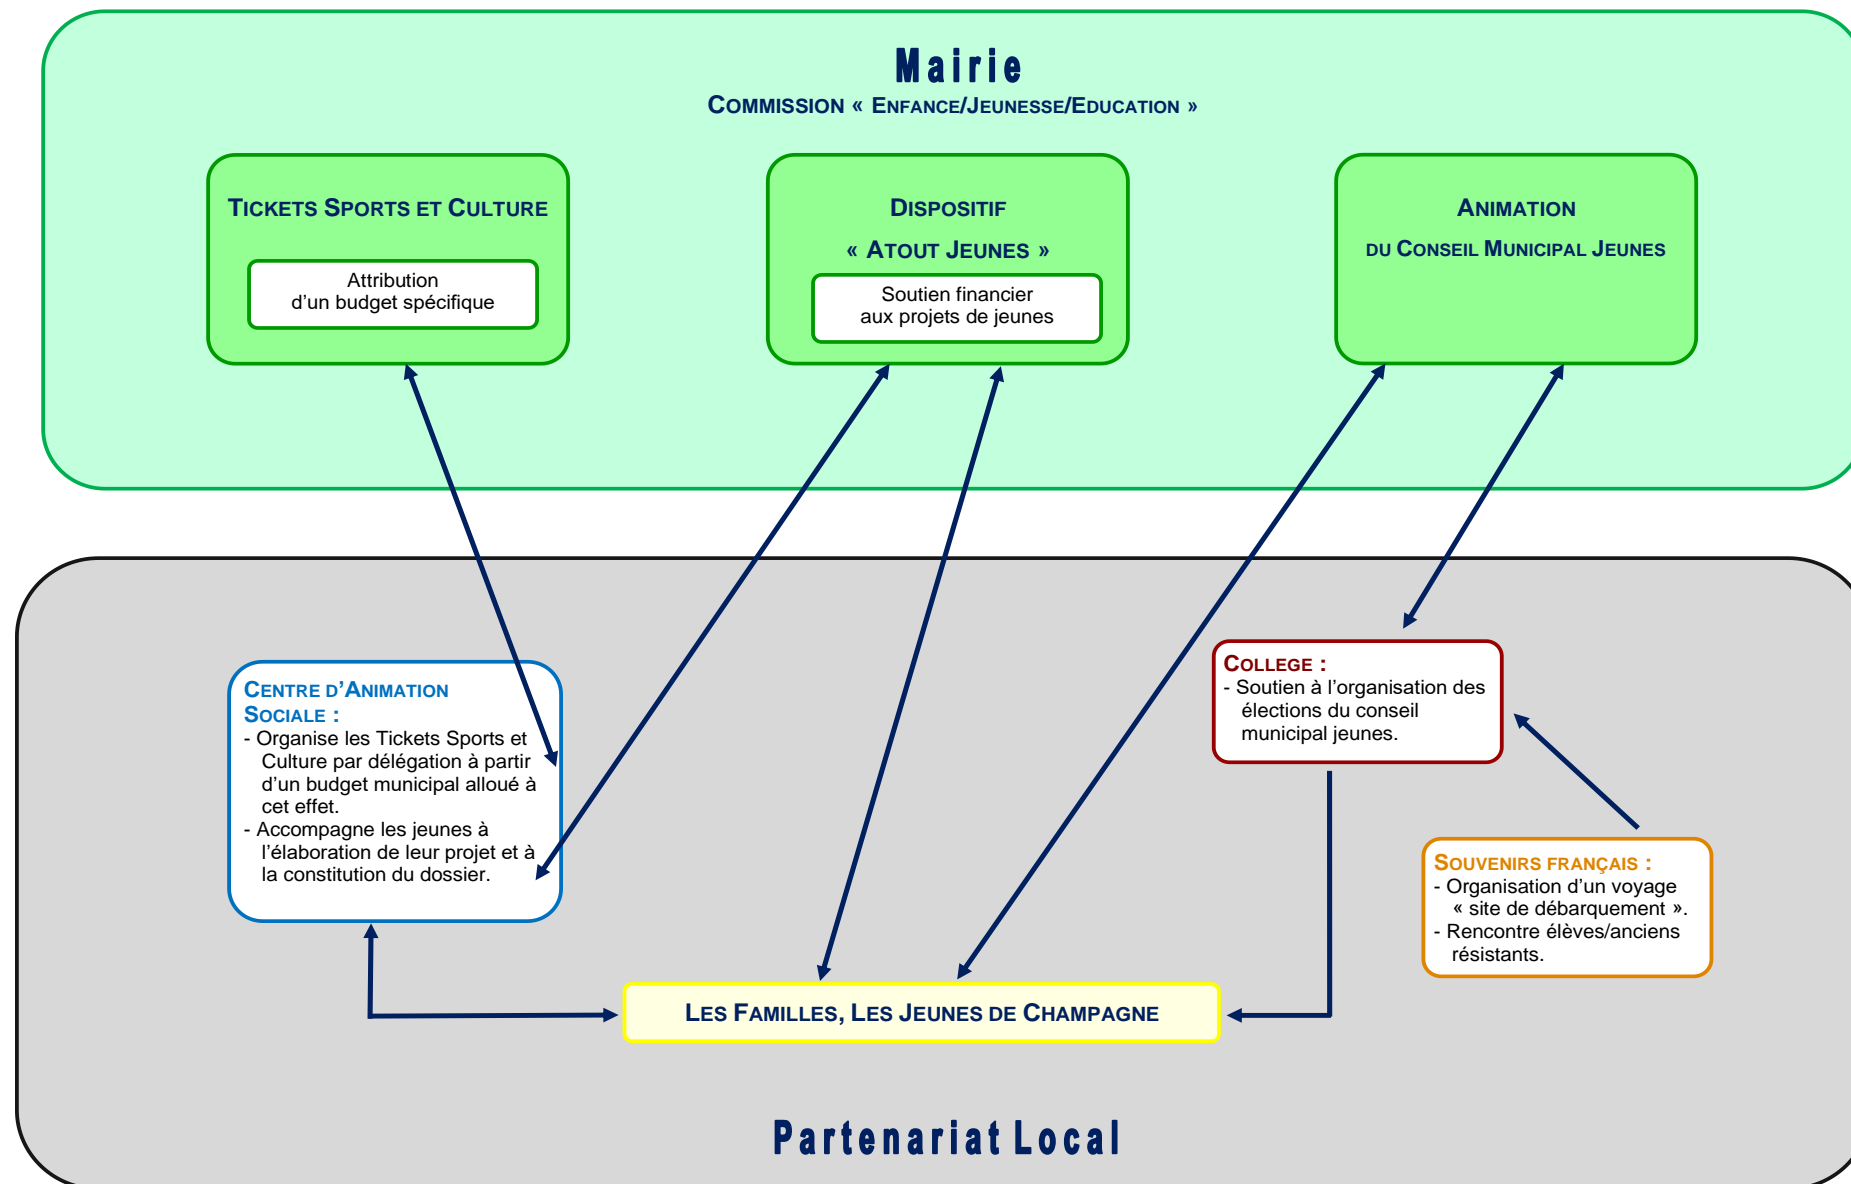 Mairie
COMMISSION « ENFANCE/JEUNESSE/EDUCATION »
TICKETS SPORTS ET CULTURE
Attribution
d'un budget spécifique
DISPOSITIF
« ATOUT JEUNES »
Soutien financier
aux projets de jeunes
ANIMATION
DU CONSEIL MUNICIPAL JEUNES
CENTRE D'ANIMATION
SOCIALE :
- Organise les Tickets Sports et
Culture par délégation à partir
d'un budget municipal alloué à
cet effet.
- Accompagne les jeunes à
l'élaboration de leur projet et à
la constitution du dossier.
COLLEGE :
- Soutien à l'organisation des
élections du conseil
municipal jeunes.
SOUVENIRS FRANÇAIS :
- Organisation d'un voyage
« site de débarquement ».
- Rencontre élèves/anciens
résistants.
LES FAMILLES, LES JEUNES DE CHAMPAGNE
Partenariat Local